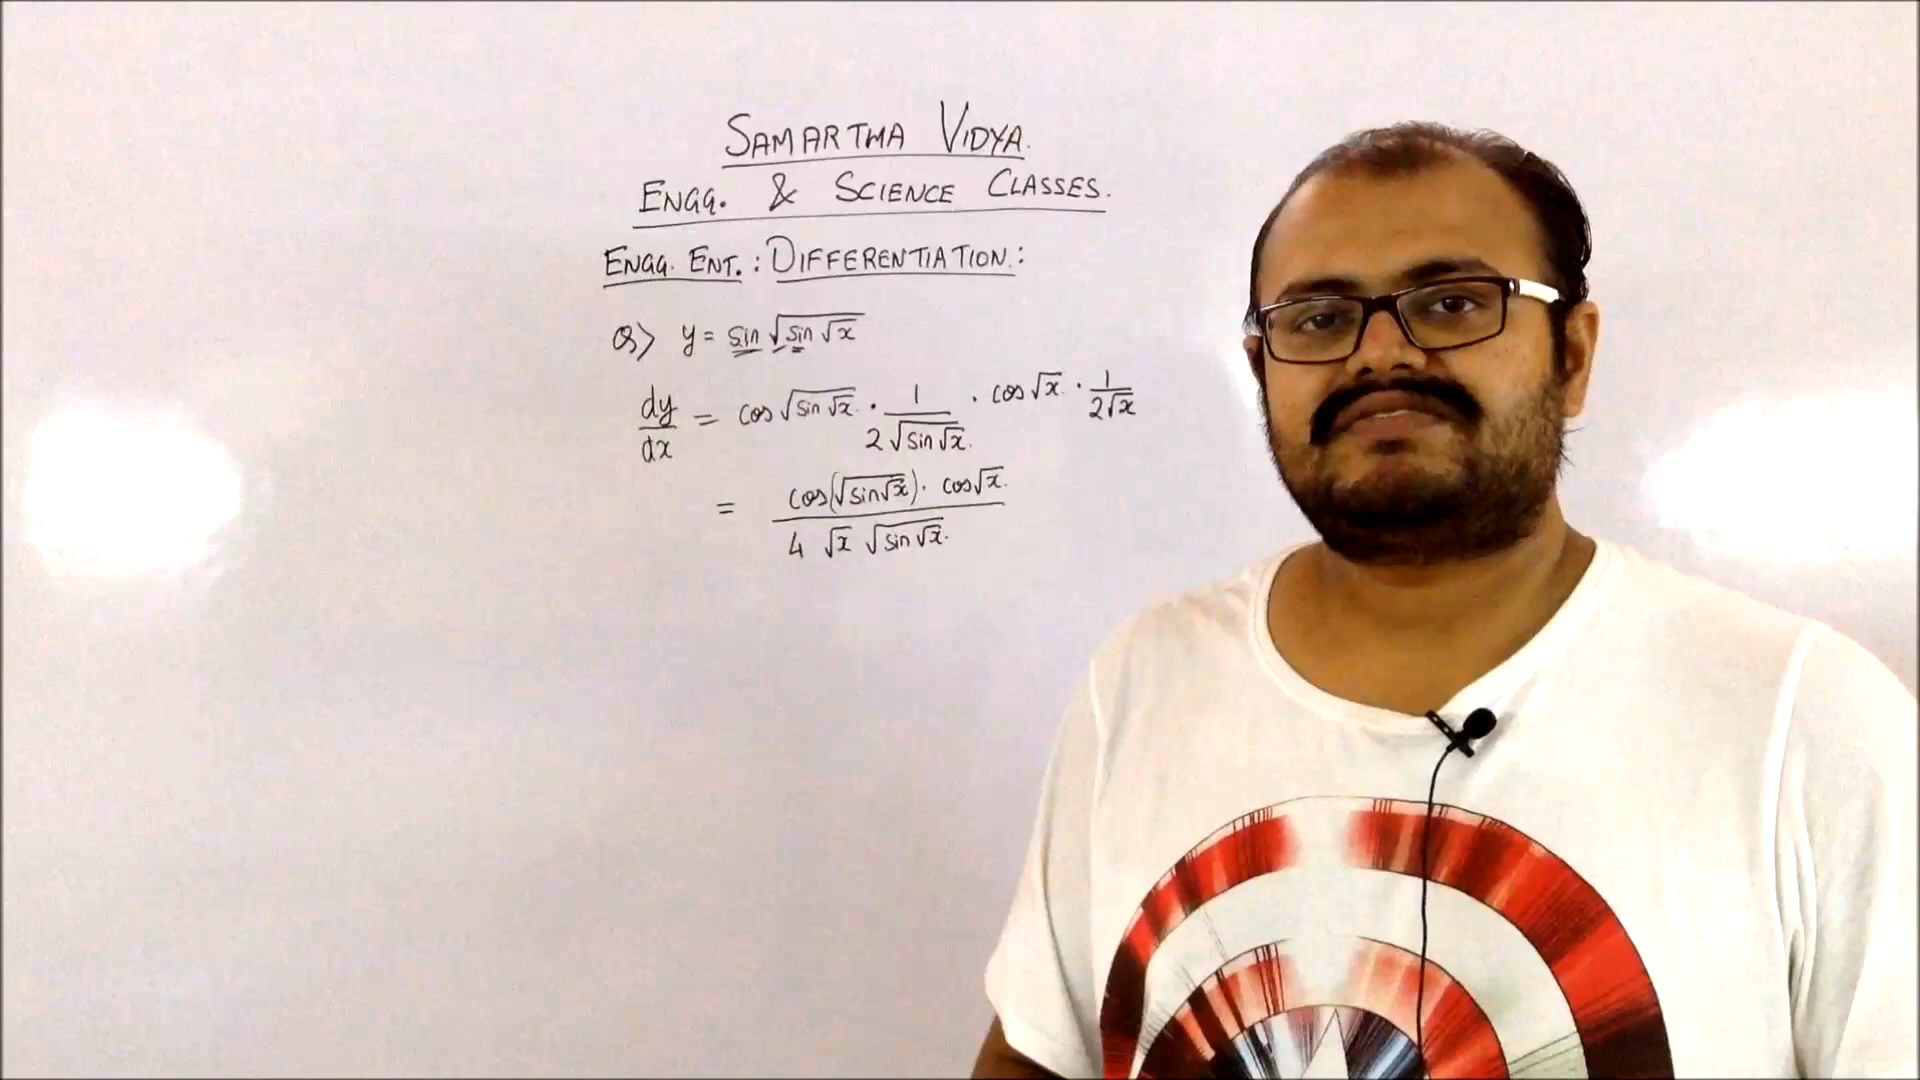 SAMARTHA VIDYA.
ENGG. & SCIENCE CLASSES.
ENGG. ENT. : DIFFERENTIATION :
Q> y = sin √(sin √x)
dy/dx = cos √(sin √x) · 1/(2 √(sin √x)) · cos √x · 1/(2√x)
= cos(√(sin √x)) · cos √x / (4 √x √(sin √x))